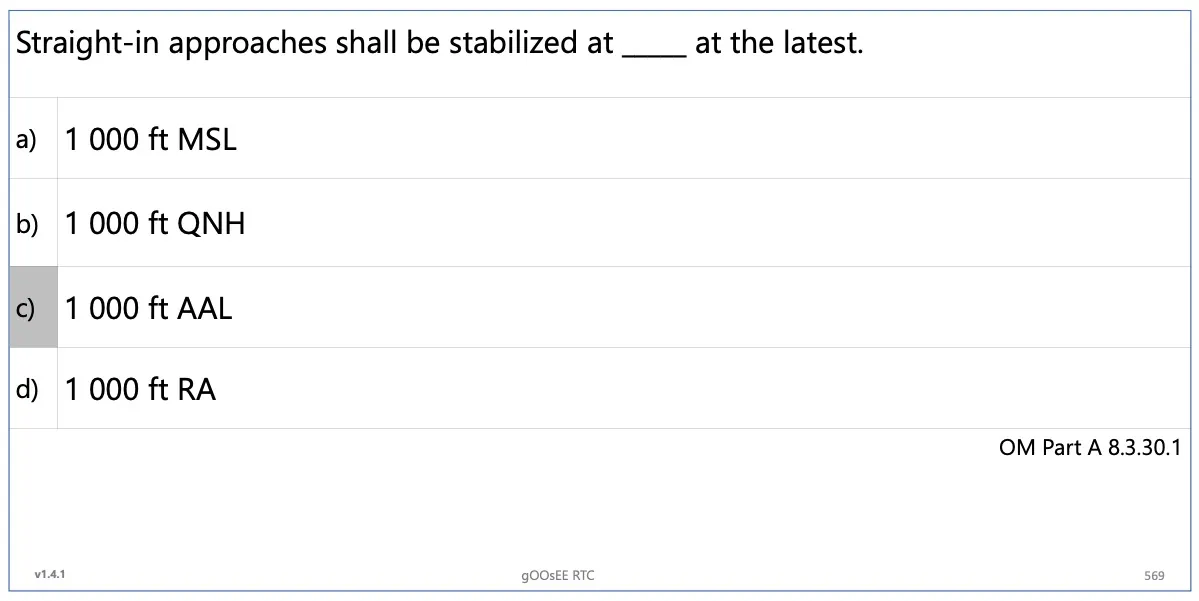 Straight-in approaches shall be stabilized at _____ at the latest.
a) 1 000 ft MSL
b) 1 000 ft QNH
c) 1 000 ft AAL
d) 1 000 ft RA
OM Part A 8.3.30.1
v1.4.1 gOOsEE RTC 569